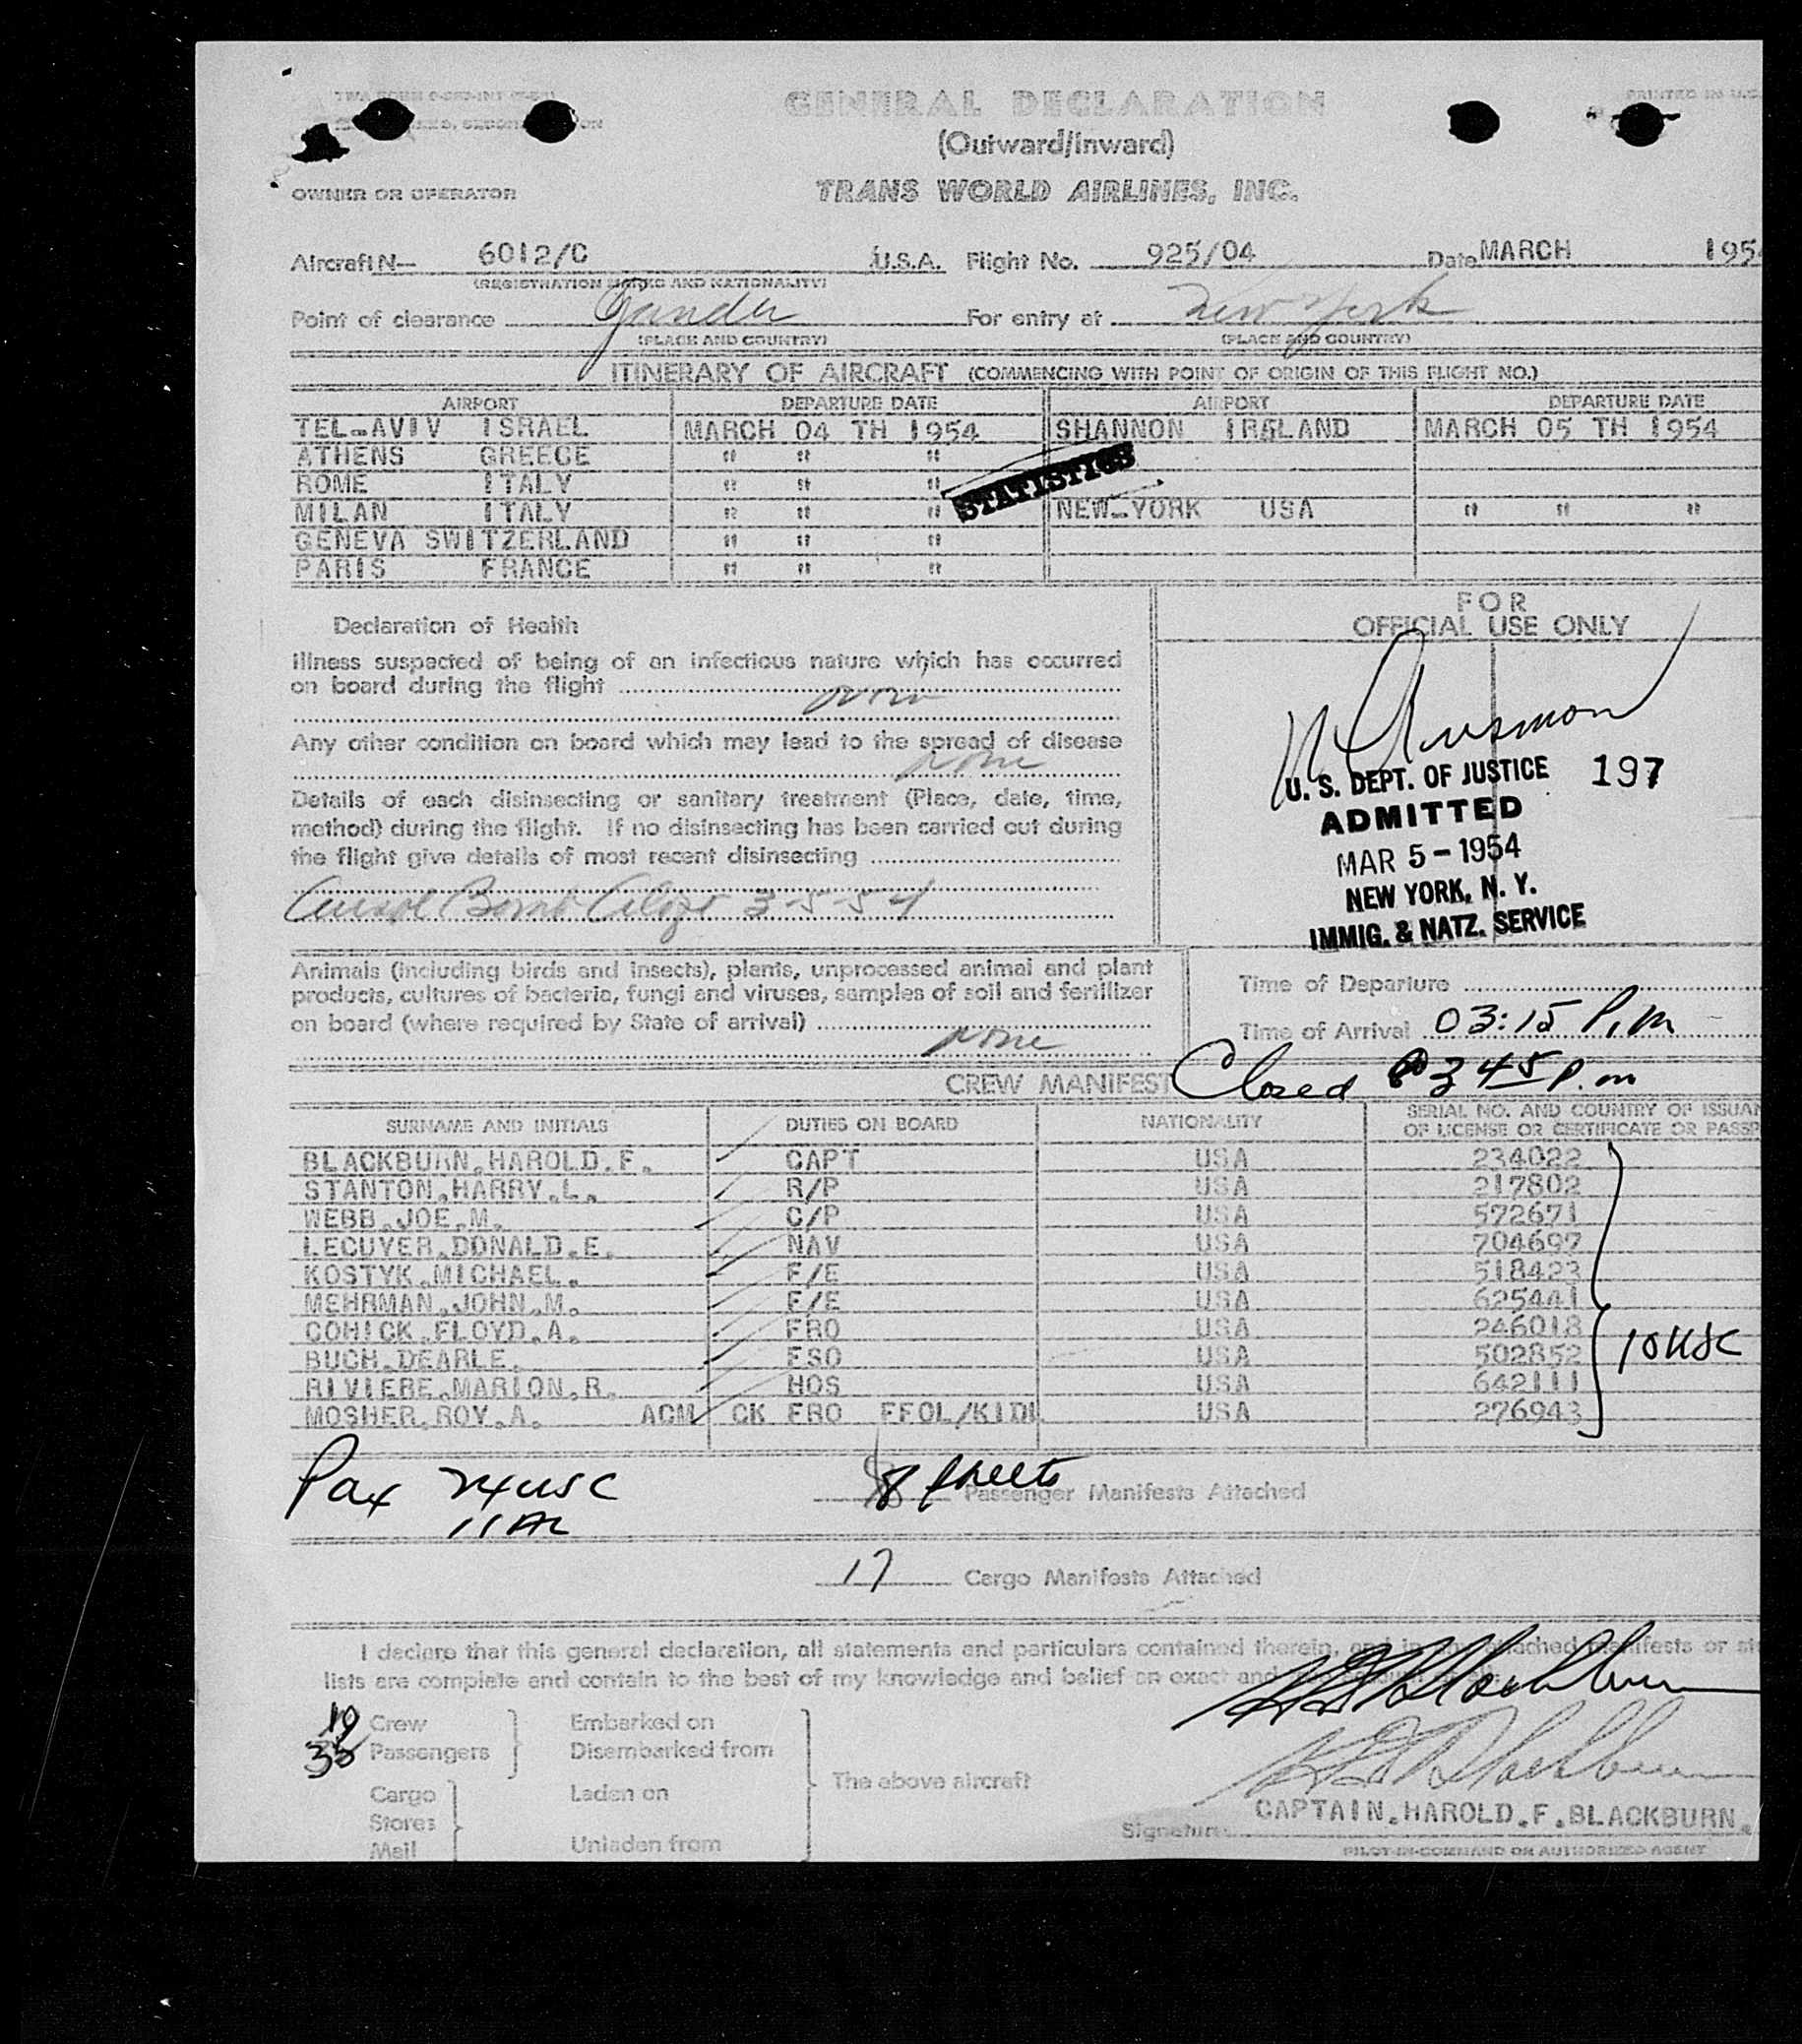 GENERAL DECLARATION
PRINTED IN U.S.
(Outward/Inward)
OWNER OR OPERATOR
TRANS WORLD AIRLINES, INC.
Aircraft N— 6012/C U.S.A. Flight No. 925/04 Date MARCH 195
(REGISTRATION MARKS AND NATIONALITY)
Point of clearance Gander For entry at New York
(PLACE AND COUNTRY) (PLACE AND COUNTRY)
ITINERARY OF AIRCRAFT (COMMENCING WITH POINT OF ORIGIN OF THIS FLIGHT NO.)
AIRPORT DEPARTURE DATE AIRPORT DEPARTURE DATE
TEL-AVIV ISRAEL MARCH 04 TH 1954 SHANNON IRELAND MARCH 05 TH 1954
ATHENS GREECE " " "
ROME ITALY " " "
STATISTICS
MILAN ITALY " " " NEW-YORK USA " " "
GENEVA SWITZERLAND " " "
PARIS FRANCE " " "
FOR
OFFICIAL USE ONLY
Declaration of Health
Illness suspected of being of an infectious nature which has occurred
on board during the flight none
Any other condition on board which may lead to the spread of disease
none
Details of each disinsecting or sanitary treatment (Place, date, time,
method) during the flight. If no disinsecting has been carried out during
the flight give details of most recent disinsecting
Bomb 3-5-54
U. S. DEPT. OF JUSTICE 197
ADMITTED
MAR 5 - 1954
NEW YORK, N. Y.
IMMIG. & NATZ. SERVICE
Animals (including birds and insects), plants, unprocessed animal and plant
products, cultures of bacteria, fungi and viruses, samples of soil and fertilizer
on board (where required by State of arrival)
none
Time of Departure
Time of Arrival 03:15 P.m
CREW MANIFEST Closed 345 p.m
SURNAME AND INITIALS DUTIES ON BOARD NATIONALITY SERIAL NO. AND COUNTRY OF ISSUAN
OF LICENSE OR CERTIFICATE OR PASSP
BLACKBURN.HAROLD.F. CAPT USA 234022
STANTON.HARRY.L. R/P USA 217802
WEBB.JOE.M. C/P USA 572671
LECUYER.DONALD.E. NAV USA 704697
KOSTYK.MICHAEL. F/E USA 518423
MEHRMAN.JOHN.M. F/E USA 625441
COHICK.FLOYD.A. FRO USA 246018
BUCH.DEARLE. FSO USA 502852 10 USC
RIVIERE.MARION.R. HOS USA 642111
MOSHER.ROY.A. ACM CK FRO FFOL/KIDL USA 276943
Pax 24 USC 8 sheets Passenger Manifests Attached
11 AL
17 Cargo Manifests Attached
I declare that this general declaration, all statements and particulars contained therein, and in any attached manifests or
lists are complete and contain to the best of my knowledge and belief an exact and
H F Blackburn
10 Crew Embarked on
35 Passengers Disembarked from
The above aircraft
H F Blackburn
Cargo Laden on
Stores
Mail Unladen from
Signature CAPTAIN.HAROLD.F.BLACKBURN.
PILOT-IN-COMMAND OR AUTHORIZED AGENT